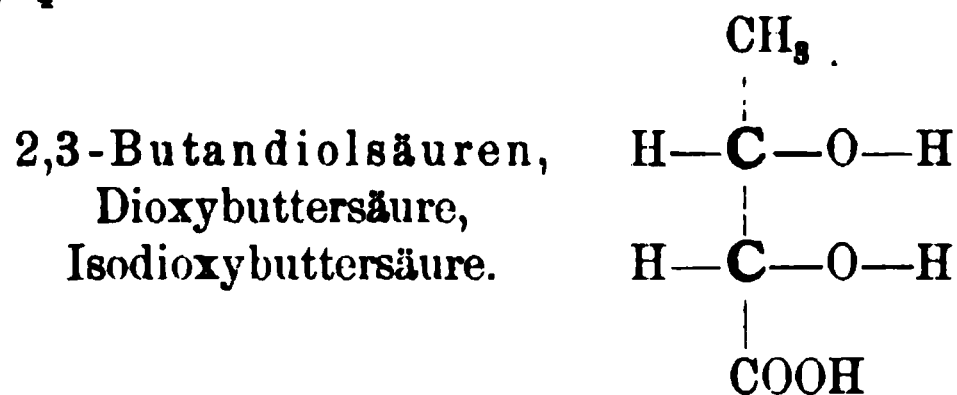 2,3-Butandiolsäuren,
Dioxybuttersäure,
Isodioxybuttersäure.
CH₃
H—C—O—H
H—C—O—H
COOH